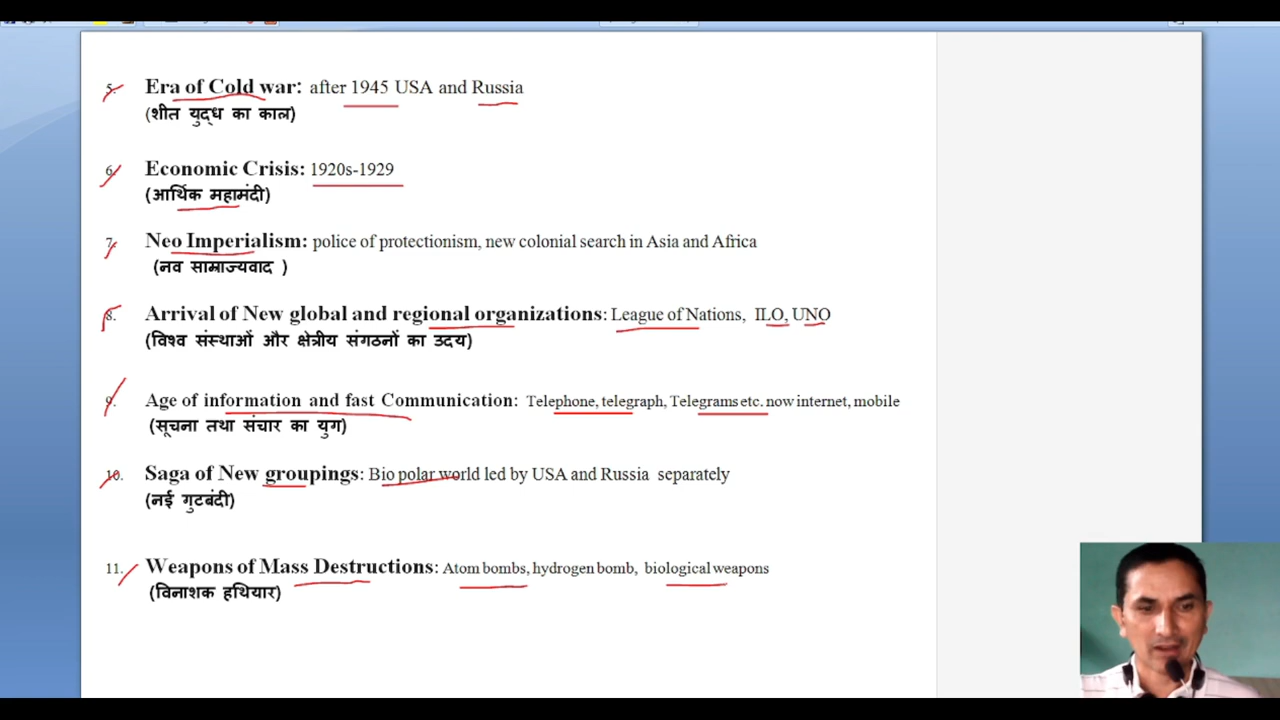 5. Era of Cold war: after 1945 USA and Russia
(शीत युद्ध का काल)
6. Economic Crisis: 1920s-1929
(आर्थिक महामंदी)
7. Neo Imperialism: police of protectionism, new colonial search in Asia and Africa
(नव साम्राज्यवाद )
8. Arrival of New global and regional organizations: League of Nations, ILO, UNO
(विश्व संस्थाओं और क्षेत्रीय संगठनों का उदय)
9. Age of information and fast Communication: Telephone, telegraph, Telegrams etc. now internet, mobile
(सूचना तथा संचार का युग)
10. Saga of New groupings: Bio polar world led by USA and Russia separately
(नई गुटबंदी)
11. Weapons of Mass Destructions: Atom bombs, hydrogen bomb, biological weapons
(विनाशक हथियार)